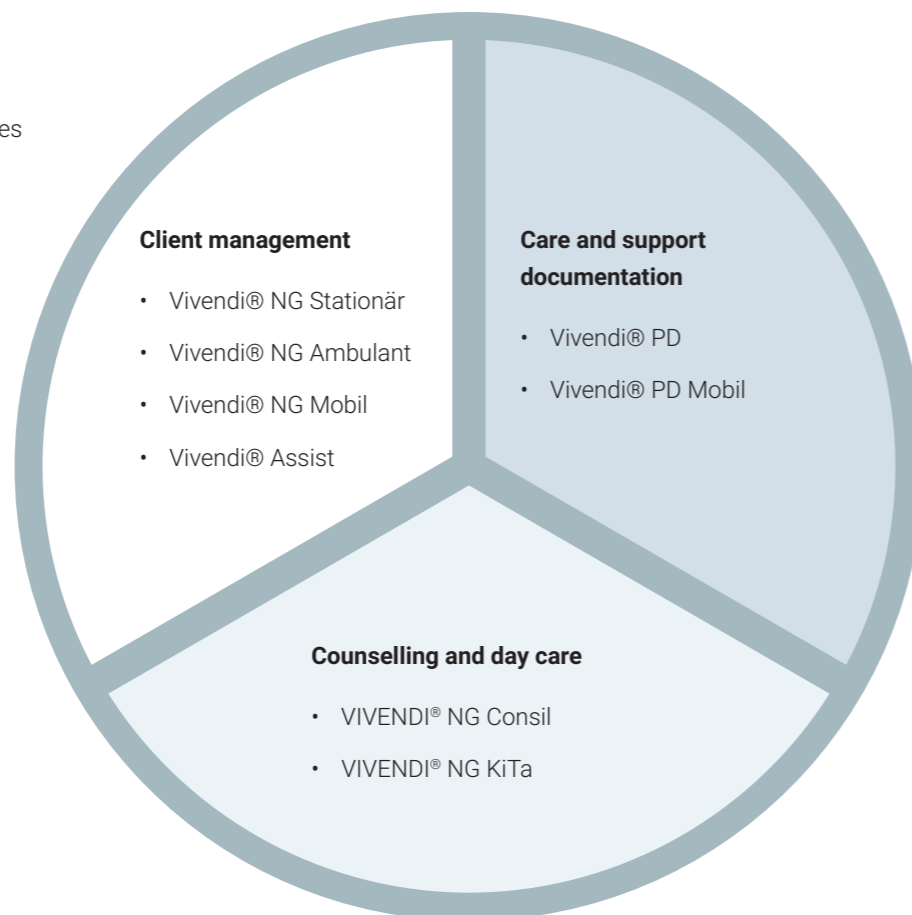 es
Client management
• Vivendi® NG Stationär
• Vivendi® NG Ambulant
• Vivendi® NG Mobil
• Vivendi® Assist
Care and support
documentation
• Vivendi® PD
• Vivendi® PD Mobil
Counselling and day care
• VIVENDI® NG Consil
• VIVENDI® NG KiTa